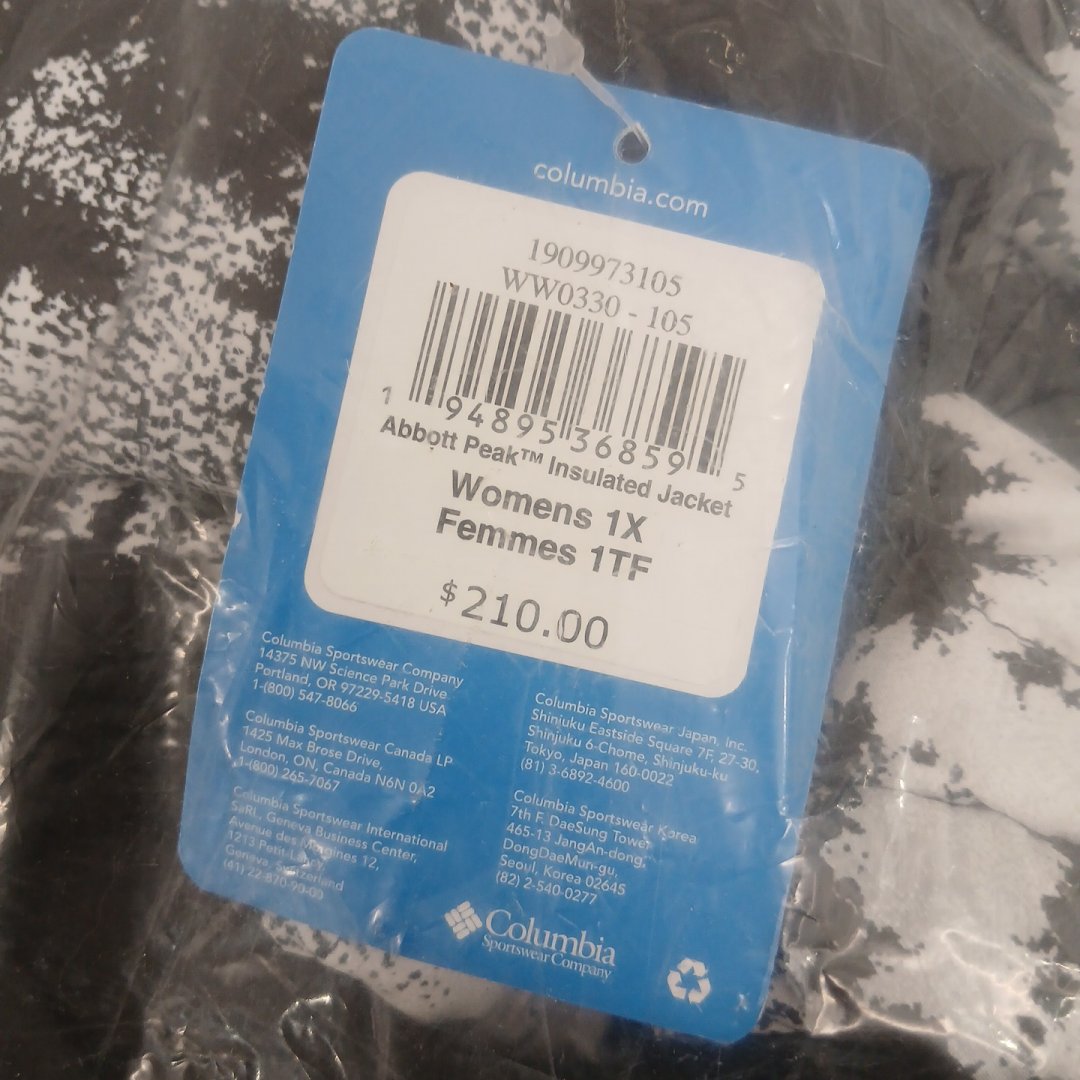 columbia.com
1909973105
WW0330 - 105
1 94895 36859 5
Abbott Peak™ Insulated Jacket
Womens 1X
Femmes 1TF
$210.00
Columbia Sportswear Company
14375 NW Science Park Drive
Portland, OR 97229-5418 USA
1-(800) 547-8066
Columbia Sportswear Canada LP
1425 Max Brose Drive,
London, ON, Canada N6N 0A2
1-(800) 265-7067
Columbia Sportswear International
SaRL, Geneva Business Center,
Avenue des Morgines 12,
1213 Petit-Lancy
Geneva, Switzerland
(41) 22-870-90-00
Columbia Sportswear Japan, Inc.
Shinjuku Eastside Square 7F, 27-30,
Shinjuku 6-Chome, Shinjuku-ku
Tokyo, Japan 160-0022
(81) 3-6892-4600
Columbia Sportswear Korea
7th F. DaeSung Tower
465-13 JangAn-dong,
DongDaeMun-gu,
Seoul, Korea 02645
(82) 2-540-0277
Columbia
Sportswear Company